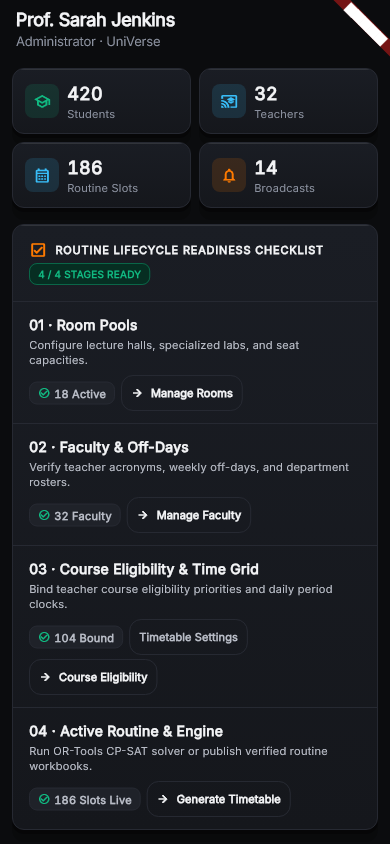 Prof. Sarah Jenkins
Administrator · UniVerse
420
Students
32
Teachers
186
Routine Slots
14
Broadcasts
ROUTINE LIFECYCLE READINESS CHECKLIST
4 / 4 STAGES READY
01 · Room Pools
Configure lecture halls, specialized labs, and seat
capacities.
18 Active
→ Manage Rooms
02 · Faculty & Off-Days
Verify teacher acronyms, weekly off-days, and department
rosters.
32 Faculty
→ Manage Faculty
03 · Course Eligibility & Time Grid
Bind teacher course eligibility priorities and daily period
clocks.
104 Bound
Timetable Settings
→ Course Eligibility
04 · Active Routine & Engine
Run OR-Tools CP-SAT solver or publish verified routine
workbooks.
186 Slots Live
→ Generate Timetable